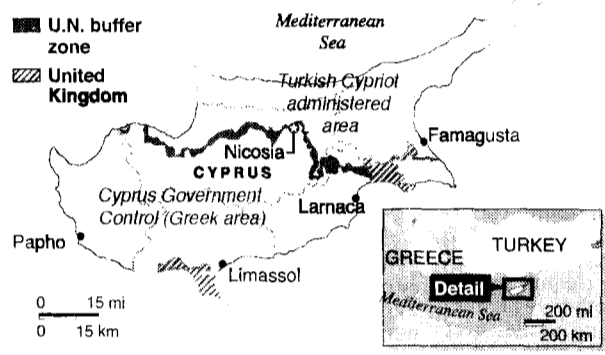 U.N. buffer
zone
United
Kingdom
Mediterranean
Sea
Turkish Cypriot
administered
area
Famagusta
Nicosia
CYPRUS
Cyprus Government
Control (Greek area)
Larnaca
Papho
Limassol
0 15 mi
0 15 km
GREECE
TURKEY
Detail
Mediterranean Sea
200 mi
200 km